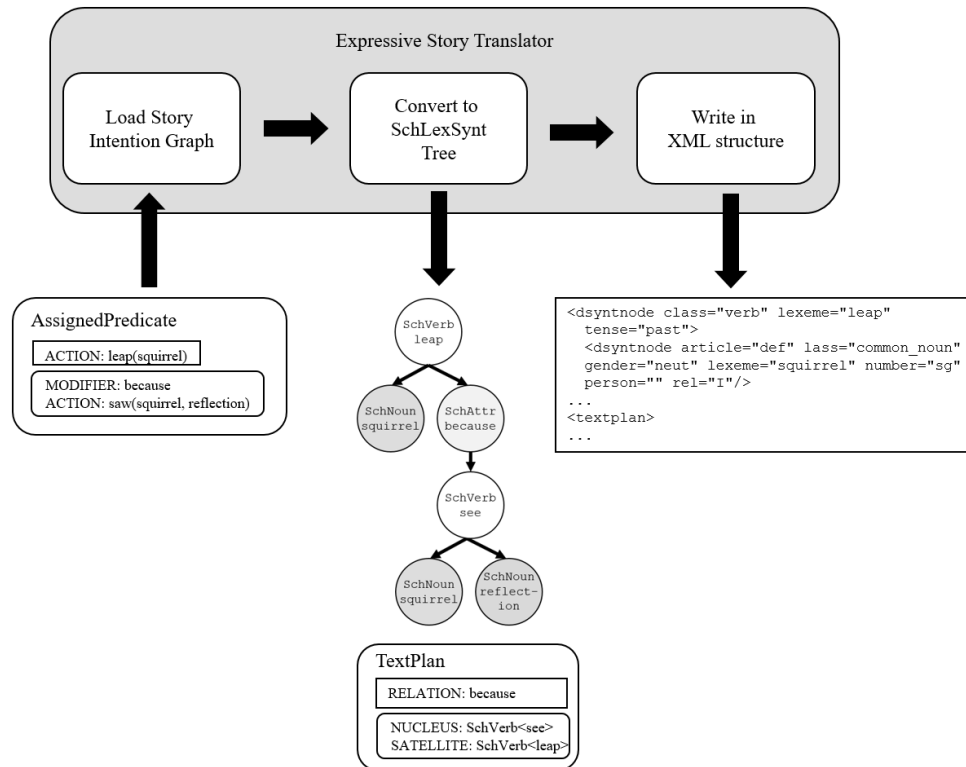 Expressive Story Translator
Load Story
Intention Graph
Convert to
SchLexSynt
Tree
Write in
XML structure
AssignedPredicate
ACTION: leap(squirrel)
MODIFIER: because
ACTION: saw(squirrel, reflection)
SchVerb
leap
SchNoun
squirrel
SchAttr
because
SchVerb
see
SchNoun
squirrel
SchNoun
reflect-
ion
TextPlan
RELATION: because
NUCLEUS: SchVerb<see>
SATELLITE: SchVerb<leap>
<dsyntnode class="verb" lexeme="leap"
tense="past">
<dsyntnode article="def" lass="common_noun"
gender="neut" lexeme="squirrel" number="sg"
person="" rel="I"/>
...
<textplan>
...